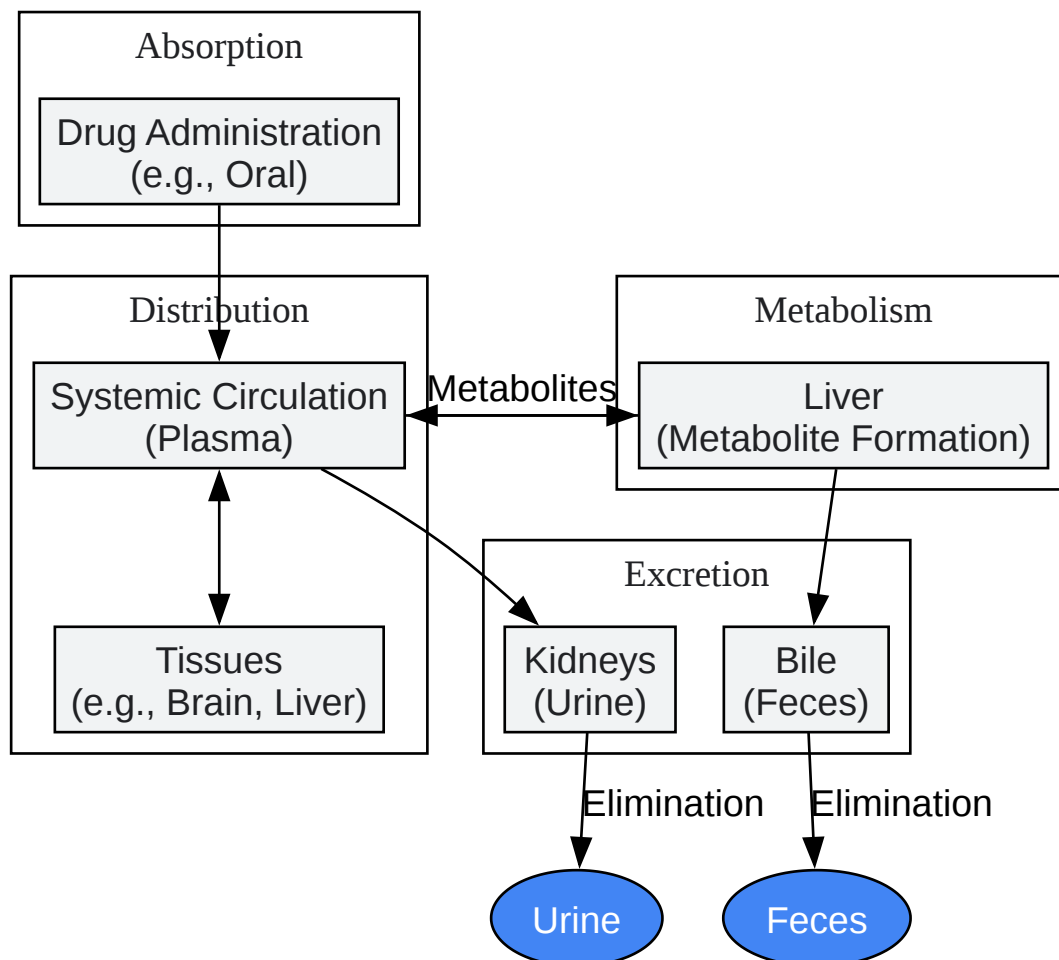 Absorption
Drug Administration
(e.g., Oral)
Distribution
Metabolism
Systemic Circulation
(Plasma)
Metabolites
Liver
(Metabolite Formation)
Excretion
Tissues
(e.g., Brain, Liver)
Kidneys
(Urine)
Bile
(Feces)
Elimination
Elimination
Urine
Feces